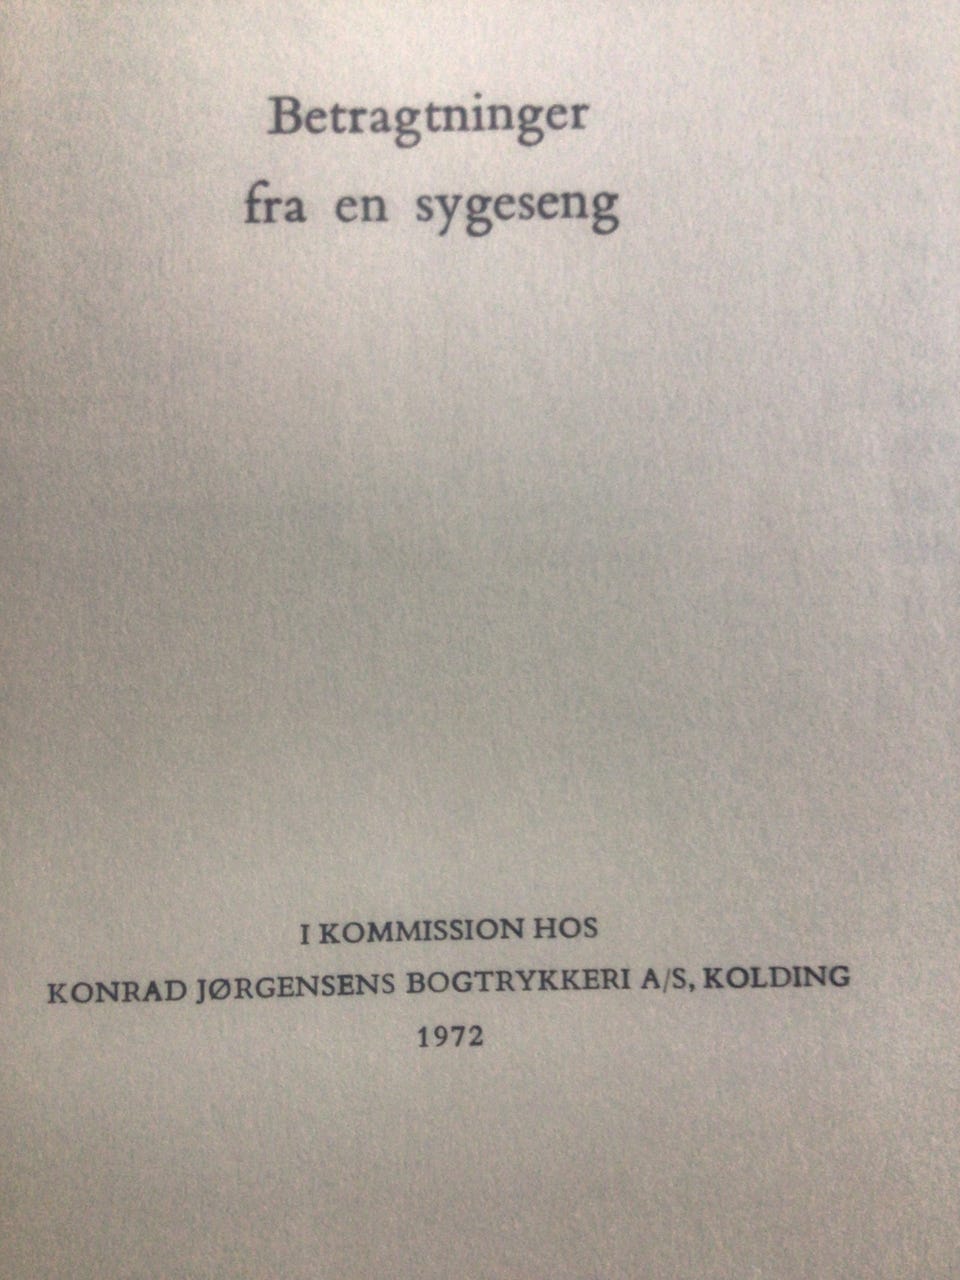 Betragtninger
fra en sygeseng
I KOMMISSION HOS
KONRAD JØRGENSENS BOGTRYKKERI A/S, KOLDING
1972